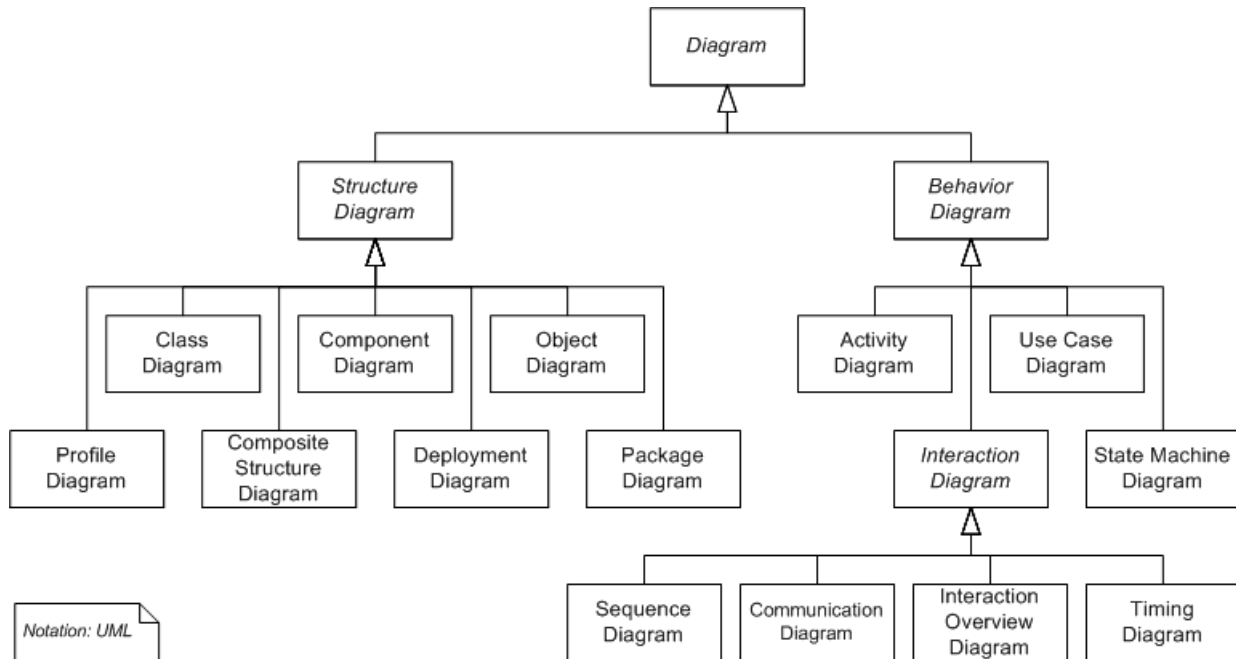 Diagram
Structure
Diagram
Behavior
Diagram
Class
Diagram
Component
Diagram
Object
Diagram
Activity
Diagram
Use Case
Diagram
Profile
Diagram
Composite
Structure
Diagram
Deployment
Diagram
Package
Diagram
Interaction
Diagram
State Machine
Diagram
Sequence
Diagram
Communication
Diagram
Interaction
Overview
Diagram
Timing
Diagram
Notation: UML